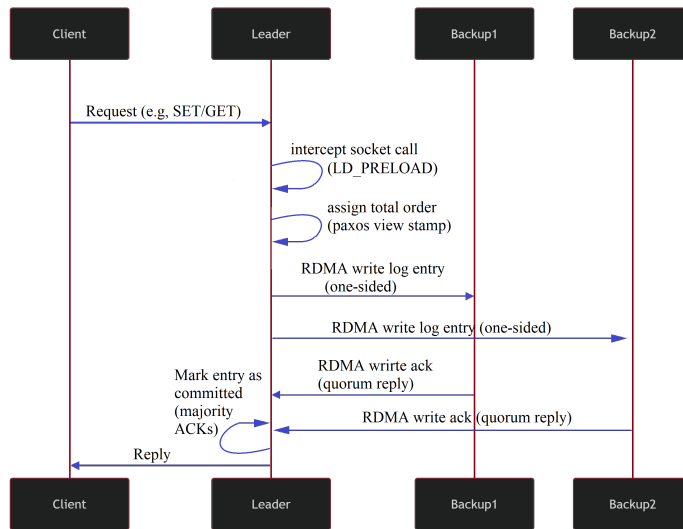 Client
Leader
Backup1
Backup2
Request (e.g, SET/GET)
intercept socket call
(LD_PRELOAD)
assign total order
(paxos view stamp)
RDMA write log entry
(one-sided)
RDMA write log entry (one-sided)
RDMA wrirte ack
(quorum reply)
Mark entry as
committed
(majority
ACKs)
RDMA write ack (quorum reply)
Reply
Client
Leader
Backup1
Backup2